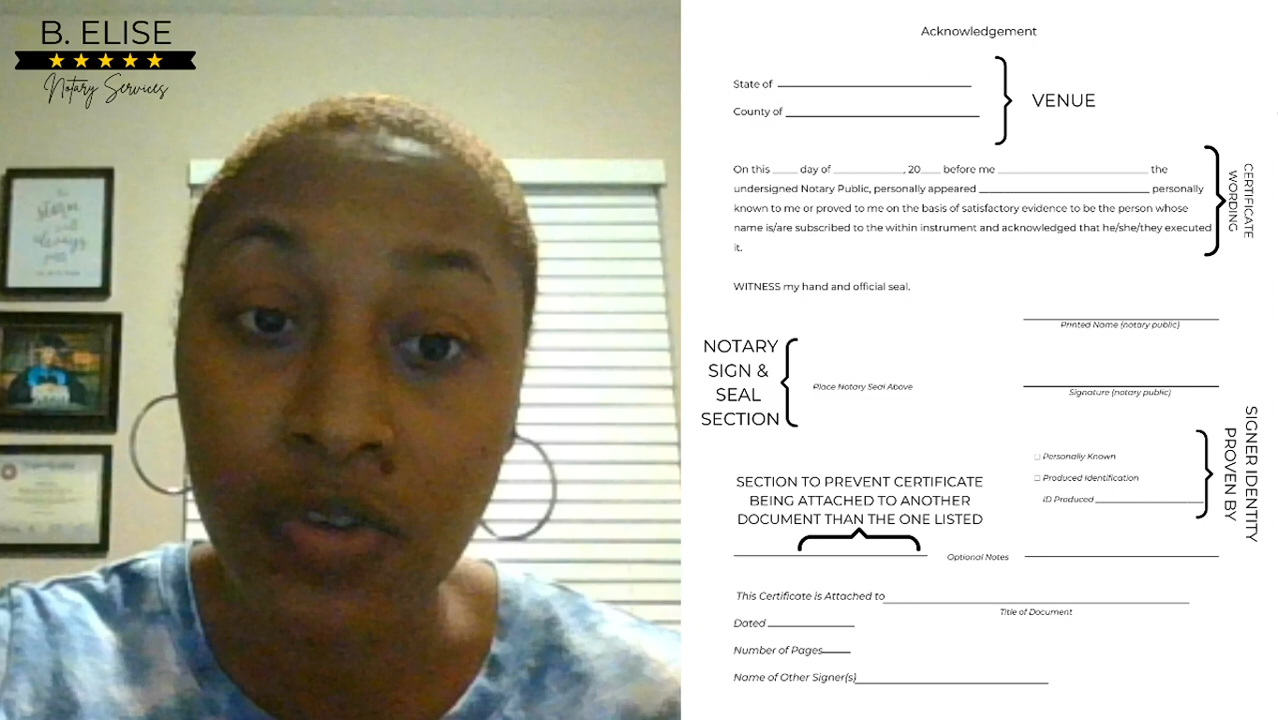 B. ELISE
Notary Services
Acknowledgement
State of
County of
VENUE
On this ____ day of ____________, 20___ before me ______________________ the
undersigned Notary Public, personally appeared ______________________ personally
known to me or proved to me on the basis of satisfactory evidence to be the person whose
name is/are subscribed to the within instrument and acknowledged that he/she/they executed
it.
CERTIFICATE
WORDING
WITNESS my hand and official seal.
Printed Name (notary public)
NOTARY
SIGN &
SEAL
SECTION
Place Notary Seal Above
Signature (notary public)
SIGNER IDENTITY
PROVEN BY
Personally Known
Produced Identification
ID Produced
SECTION TO PREVENT CERTIFICATE
BEING ATTACHED TO ANOTHER
DOCUMENT THAN THE ONE LISTED
Optional Notes
This Certificate is Attached to
Title of Document
Dated
Number of Pages
Name of Other Signer(s)
storm
will
always